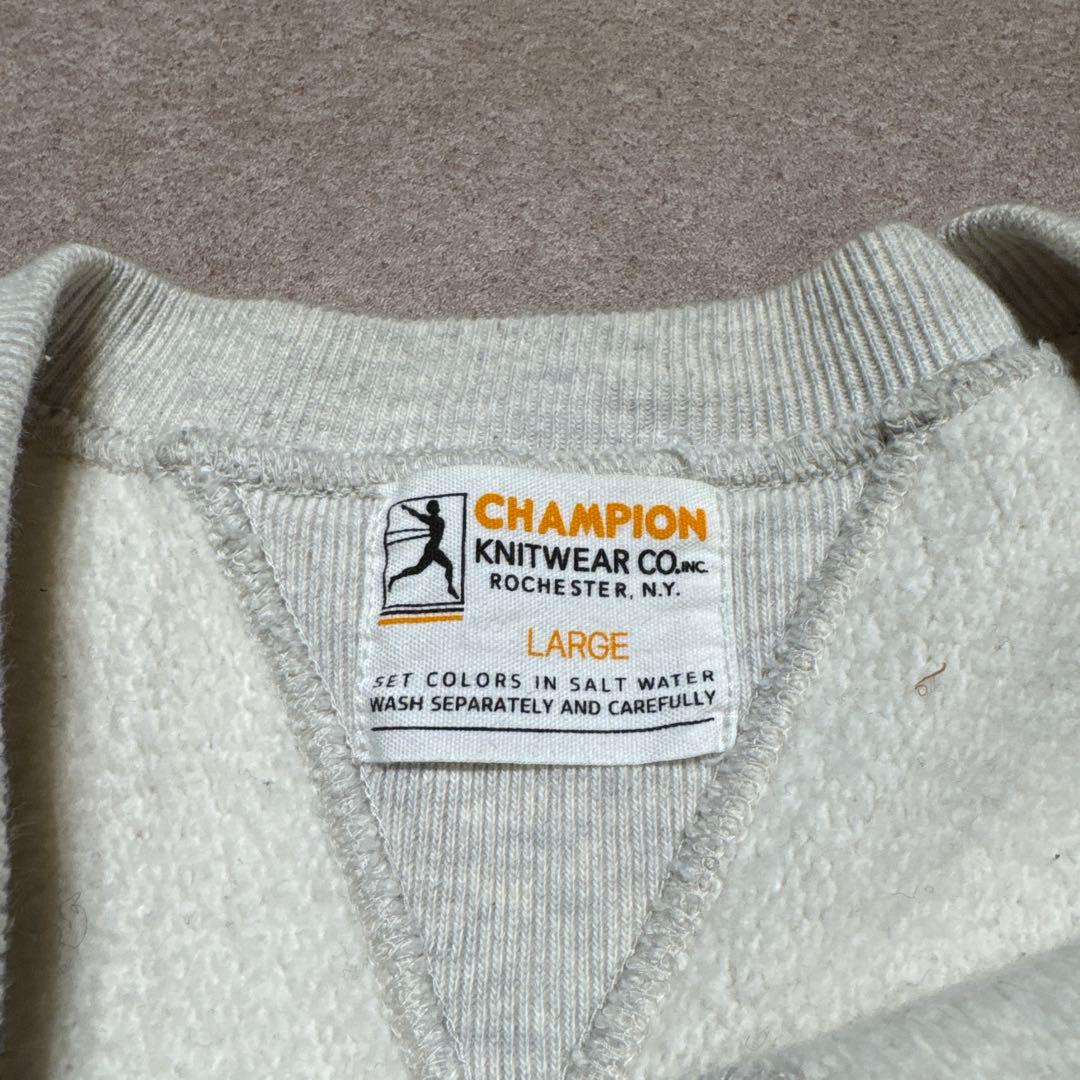 CHAMPION
KNITWEAR CO.INC.
ROCHESTER, N.Y.
LARGE
SET COLORS IN SALT WATER
WASH SEPARATELY AND CAREFULLY